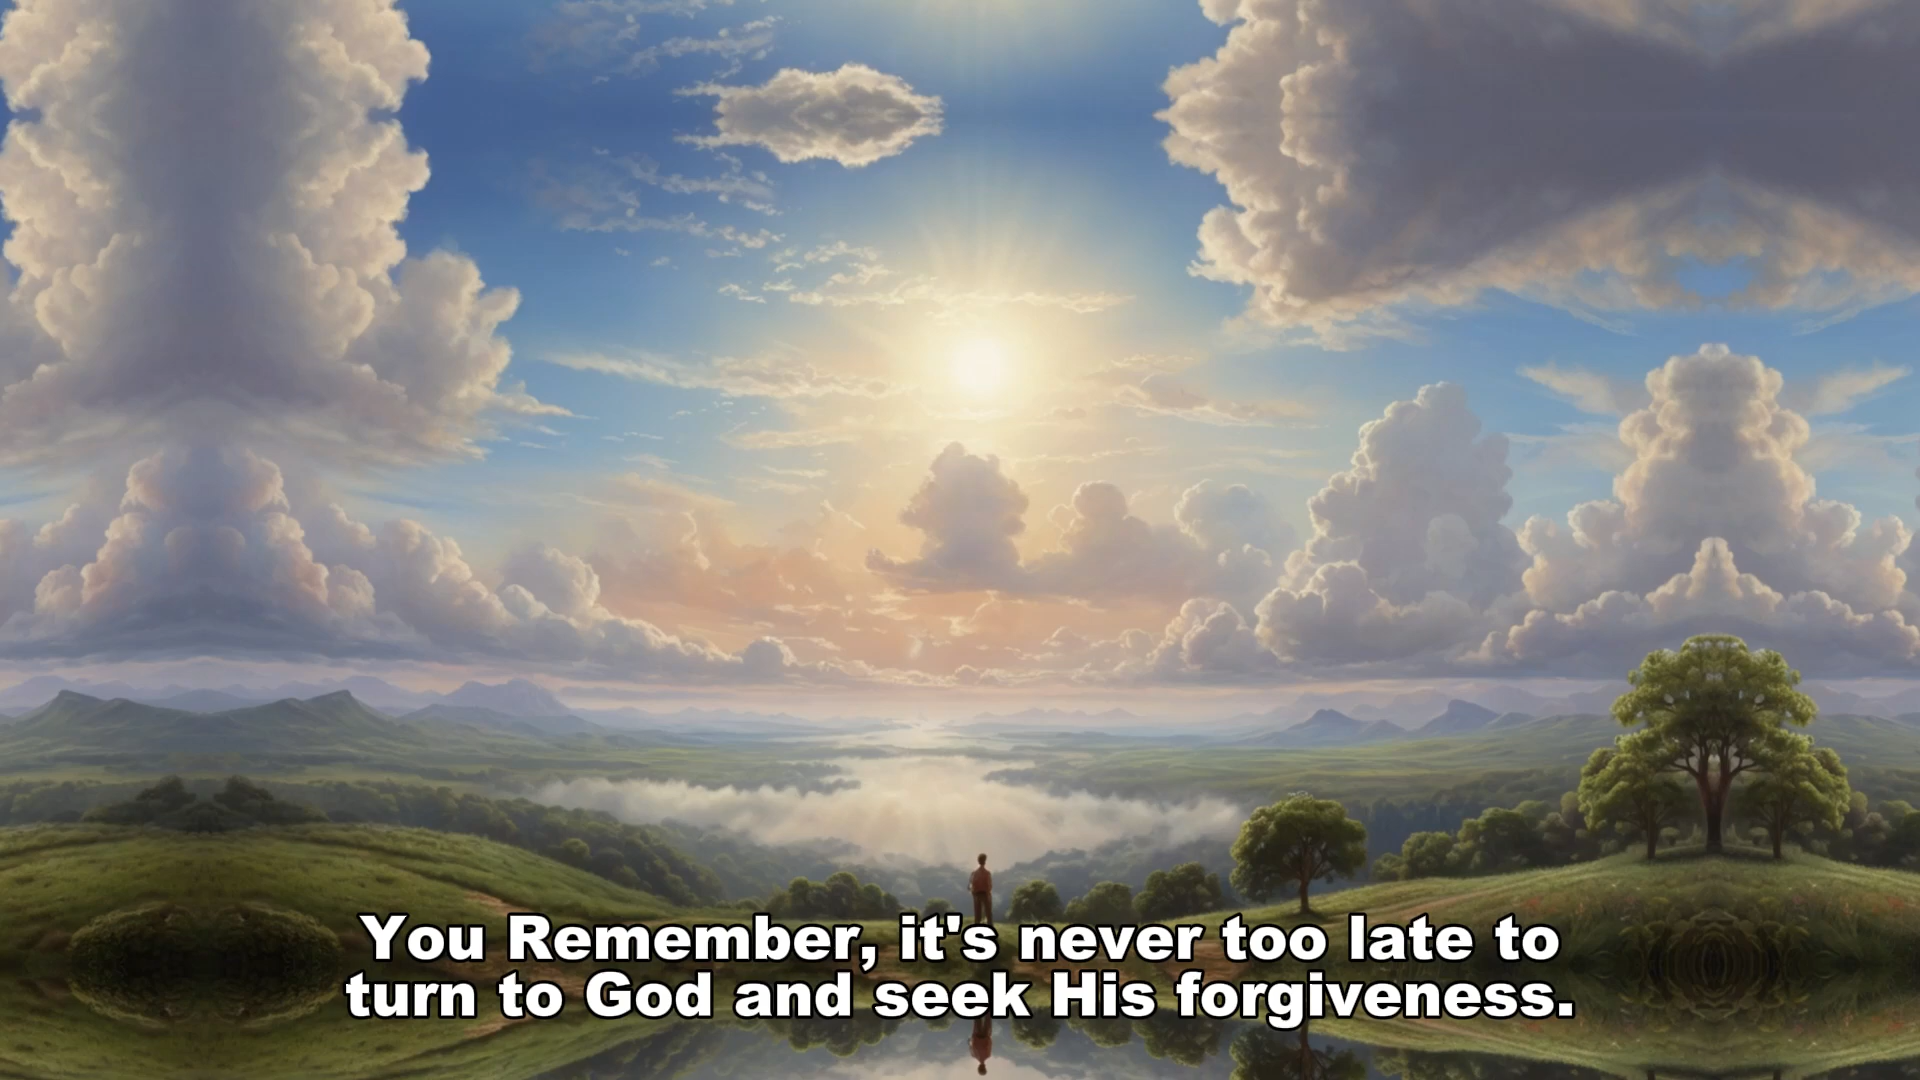 You Remember, it's never too late to
turn to God and seek His forgiveness.